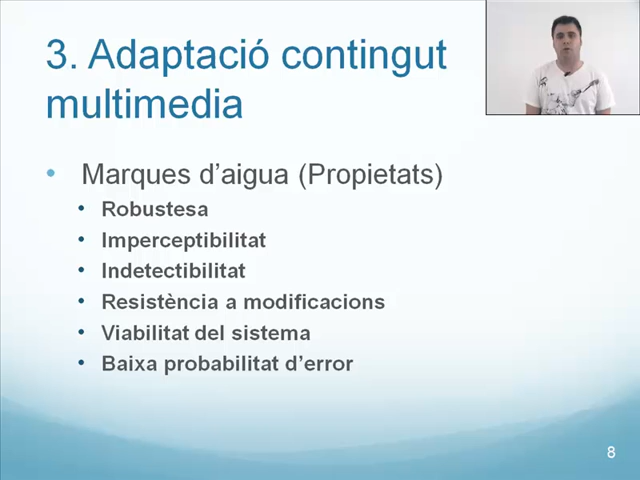 3. Adaptació contingut
multimedia
• Marques d'aigua (Propietats)
• Robustesa
• Imperceptibilitat
• Indetectibilitat
• Resistència a modificacions
• Viabilitat del sistema
• Baixa probabilitat d'error
8